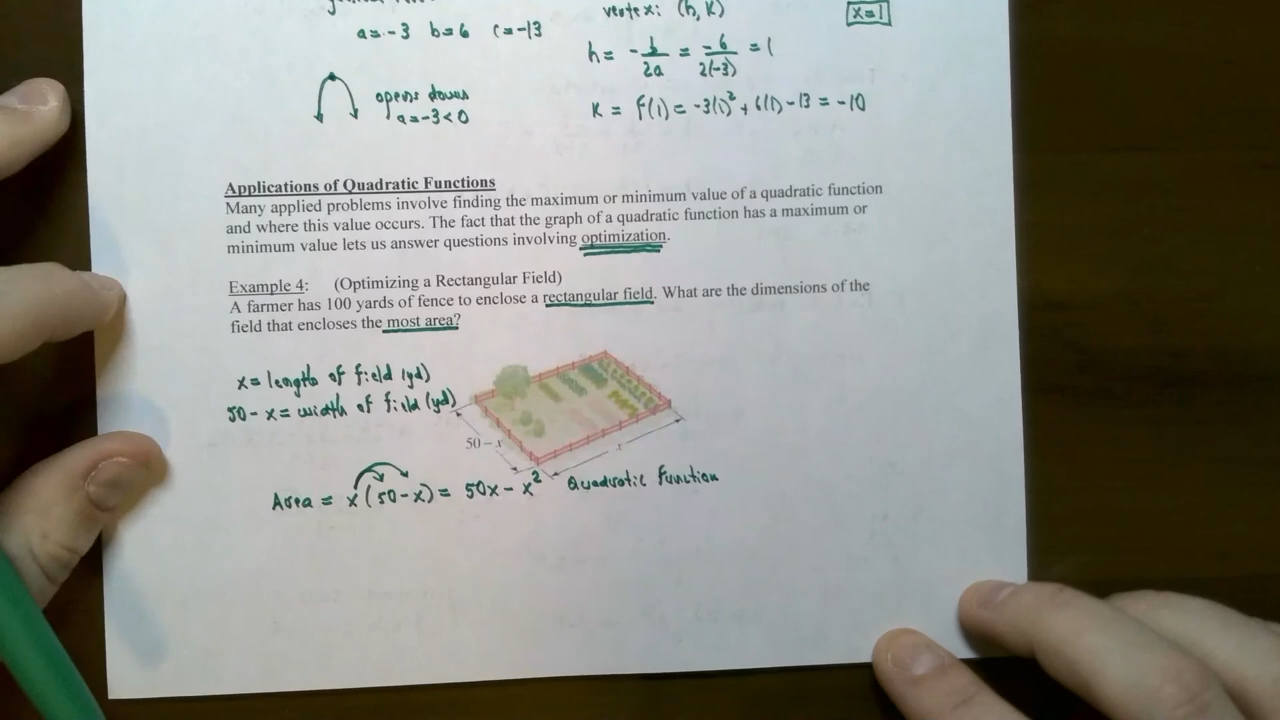 a=-3 b=6 c=-13
vertex: (h, k)
x=1
h = -b/2a = -6/2(-3) = 1
opens down
a=-3<0
k = f(1) = -3(1)² + 6(1) - 13 = -10
Applications of Quadratic Functions
Many applied problems involve finding the maximum or minimum value of a quadratic function
and where this value occurs. The fact that the graph of a quadratic function has a maximum or
minimum value lets us answer questions involving optimization.
Example 4: (Optimizing a Rectangular Field)
A farmer has 100 yards of fence to enclose a rectangular field. What are the dimensions of the
field that encloses the most area?
x = length of field (yd)
50 - x = width of field (yd)
50 – x
x
Area = x(50-x) = 50x - x² Quadratic Function